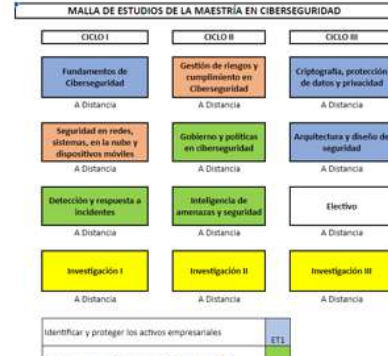 MALLA DE ESTUDIOS DE LA MAESTRÍA EN CIBERSEGURIDAD
CICLO I
CICLO II
CICLO III
Fundamentos de
Ciberseguridad
Gestión de riesgos y
cumplimiento en
Ciberseguridad
Criptografía, protección
de datos y privacidad
A Distancia
A Distancia
A Distancia
Seguridad en redes,
sistemas, en la nube y
dispositivos móviles
Gobierno y políticas
en ciberseguridad
Arquitectura y diseño de
seguridad
A Distancia
A Distancia
A Distancia
Detección y respuesta a
incidentes
Inteligencia de
amenazas y seguridad
Electivo
A Distancia
A Distancia
A Distancia
Investigación I
Investigación II
Investigación III
A Distancia
A Distancia
A Distancia
Identificar y proteger los activos empresariales
ET1